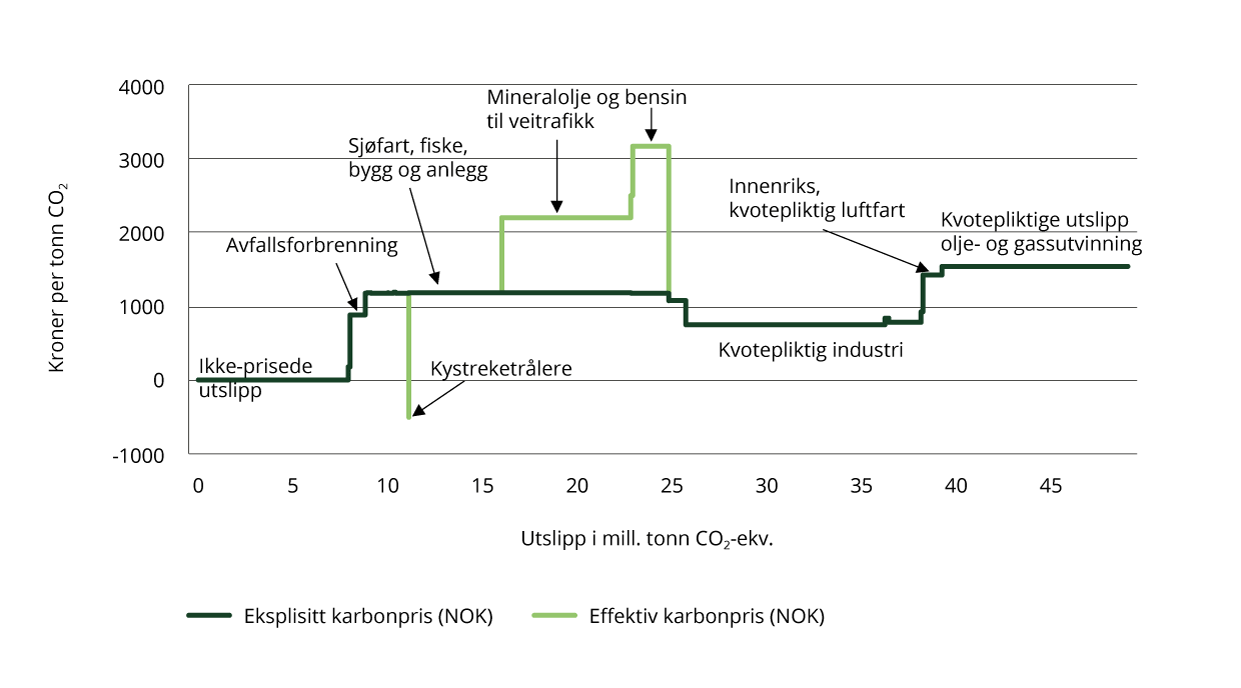 4000
3000
2000
1000
0
-1000
Kroner per tonn CO₂
Mineralolje og bensin
til veitrafikk
Sjøfart, fiske,
bygg og anlegg
Innenriks,
kvotepliktig luftfart
Kvotepliktige utslipp
olje- og gassutvinning
Avfallsforbrenning
Ikke-prisede
utslipp
Kystreketrålere
Kvotepliktig industri
0 5 10 15 20 25 30 35 40 45
Utslipp i mill. tonn CO₂-ekv.
Eksplisitt karbonpris (NOK) Effektiv karbonpris (NOK)